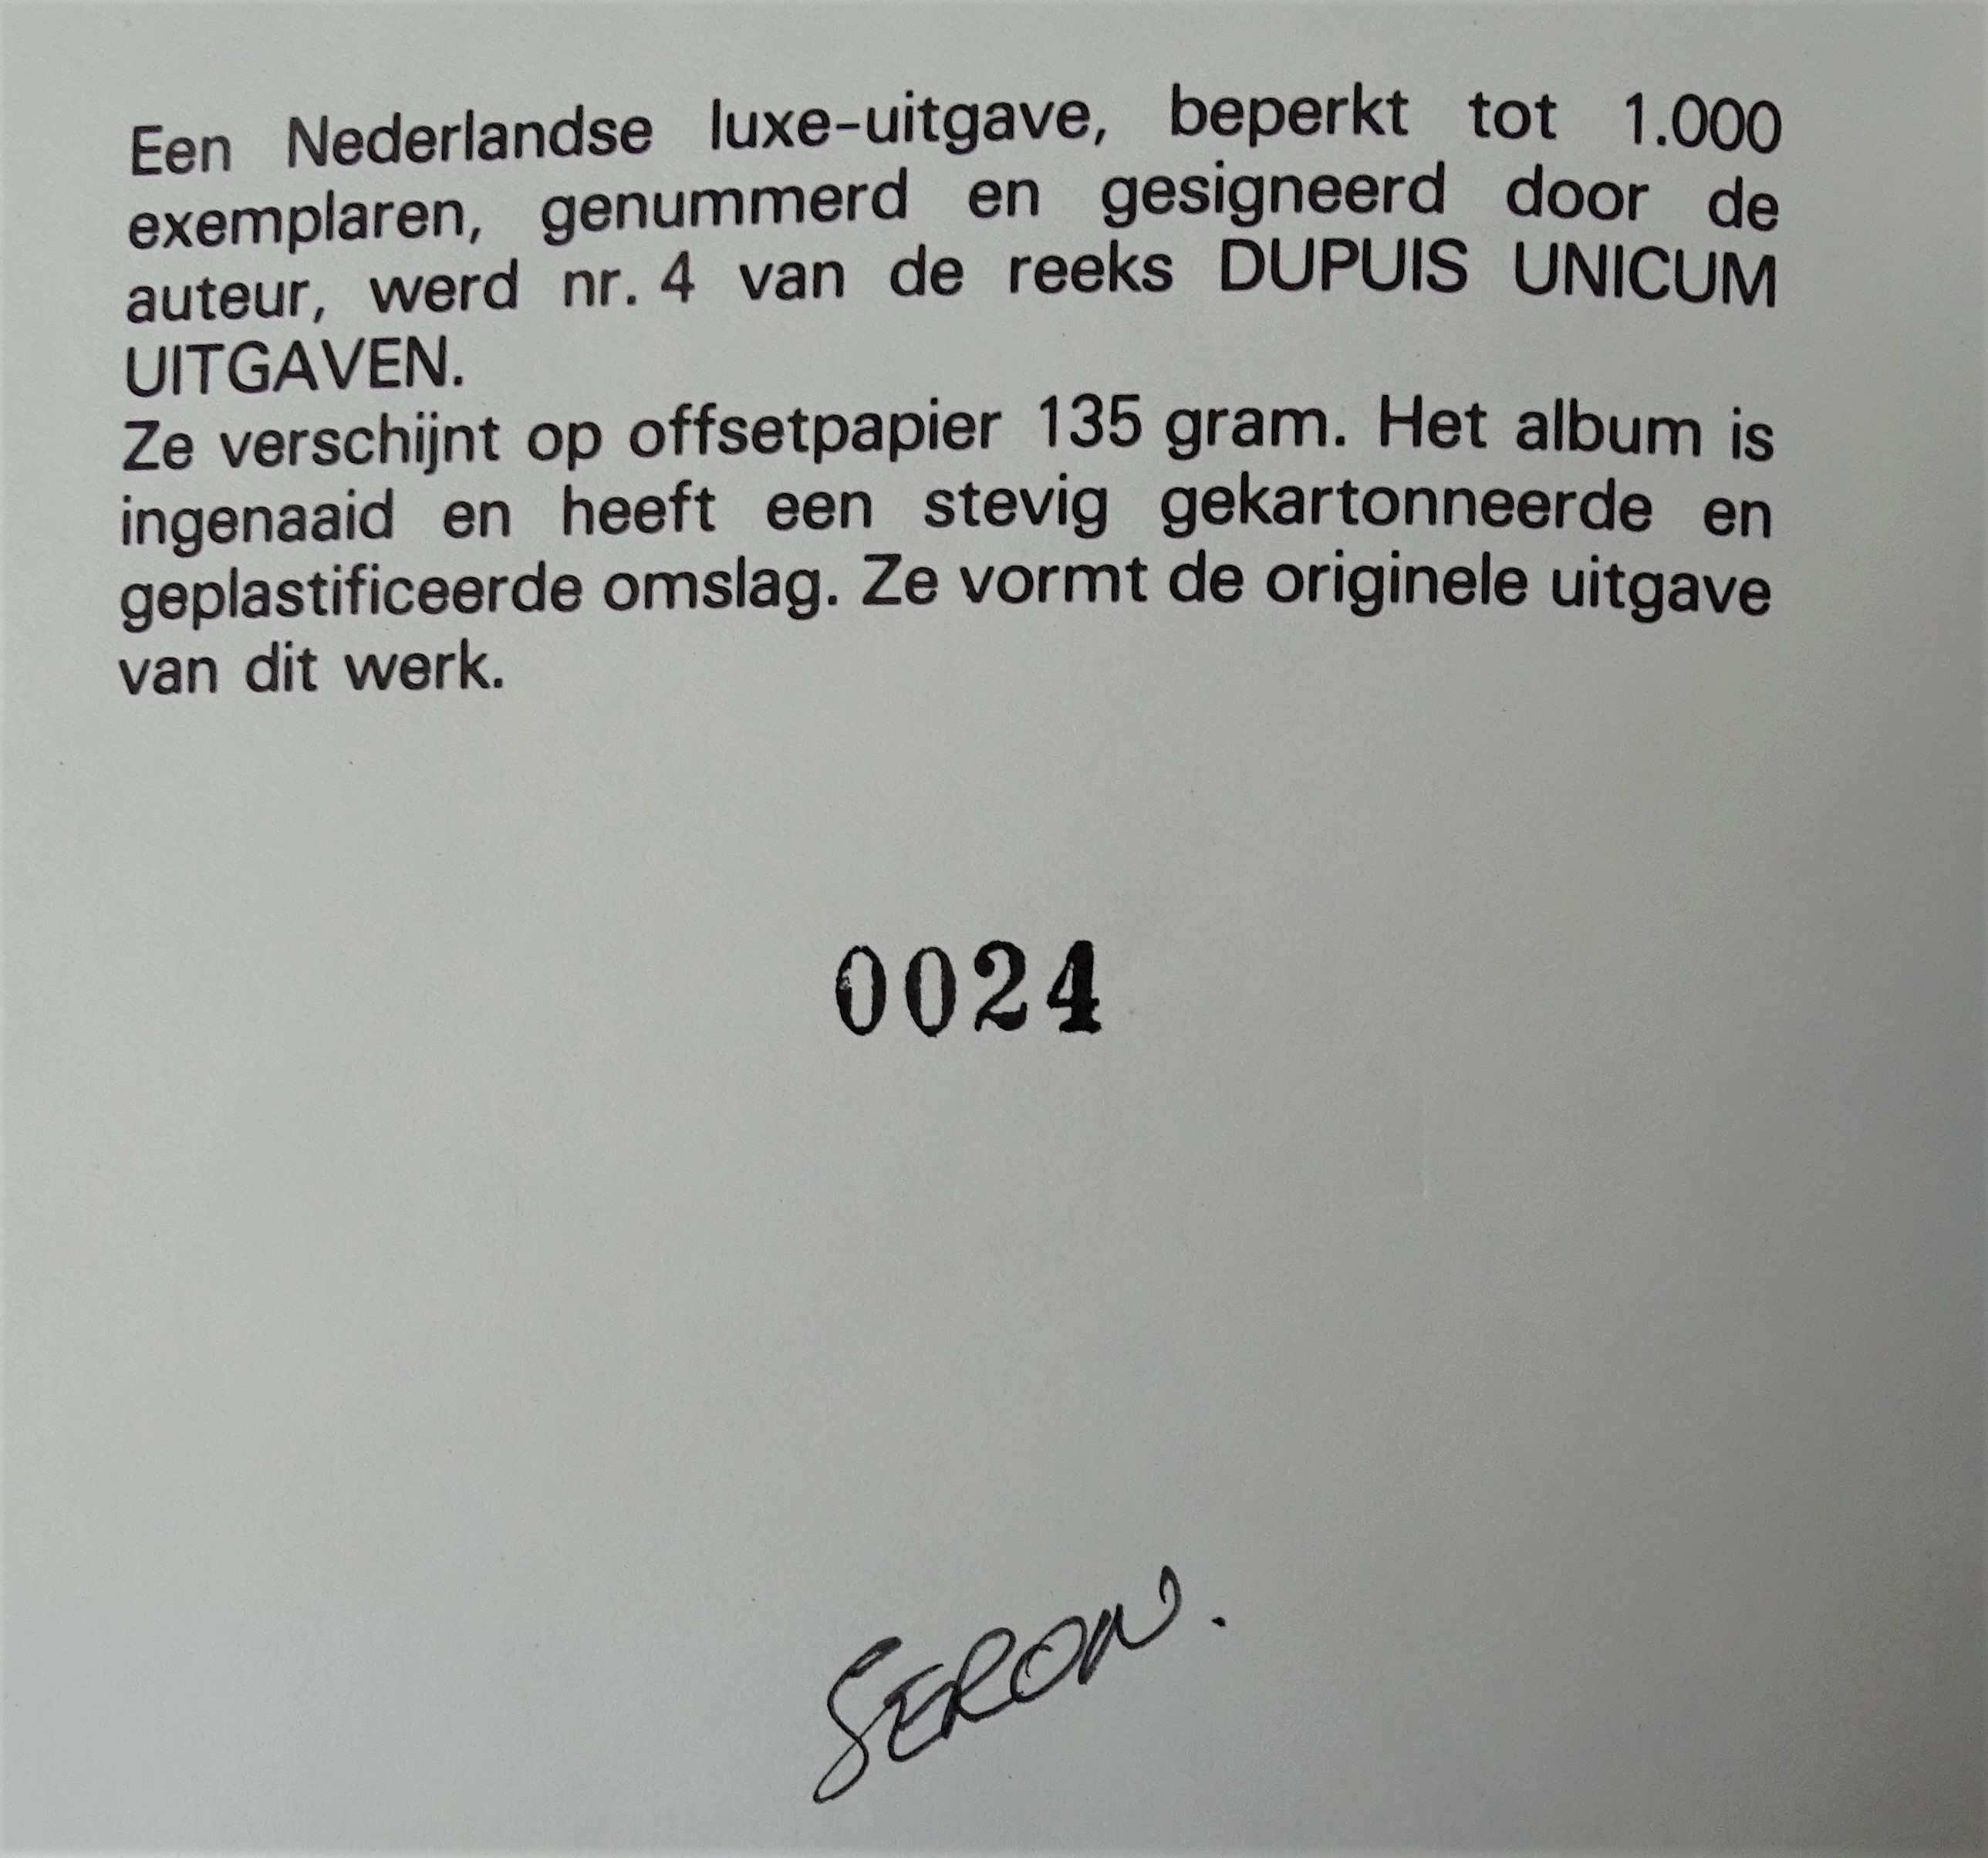 Een Nederlandse luxe-uitgave, beperkt tot 1.000
exemplaren, genummerd en gesigneerd door de
auteur, werd nr. 4 van de reeks DUPUIS UNICUM
UITGAVEN.
Ze verschijnt op offsetpapier 135 gram. Het album is
ingenaaid en heeft een stevig gekartonneerde en
geplastificeerde omslag. Ze vormt de originele uitgave
van dit werk.
0024
SERON.